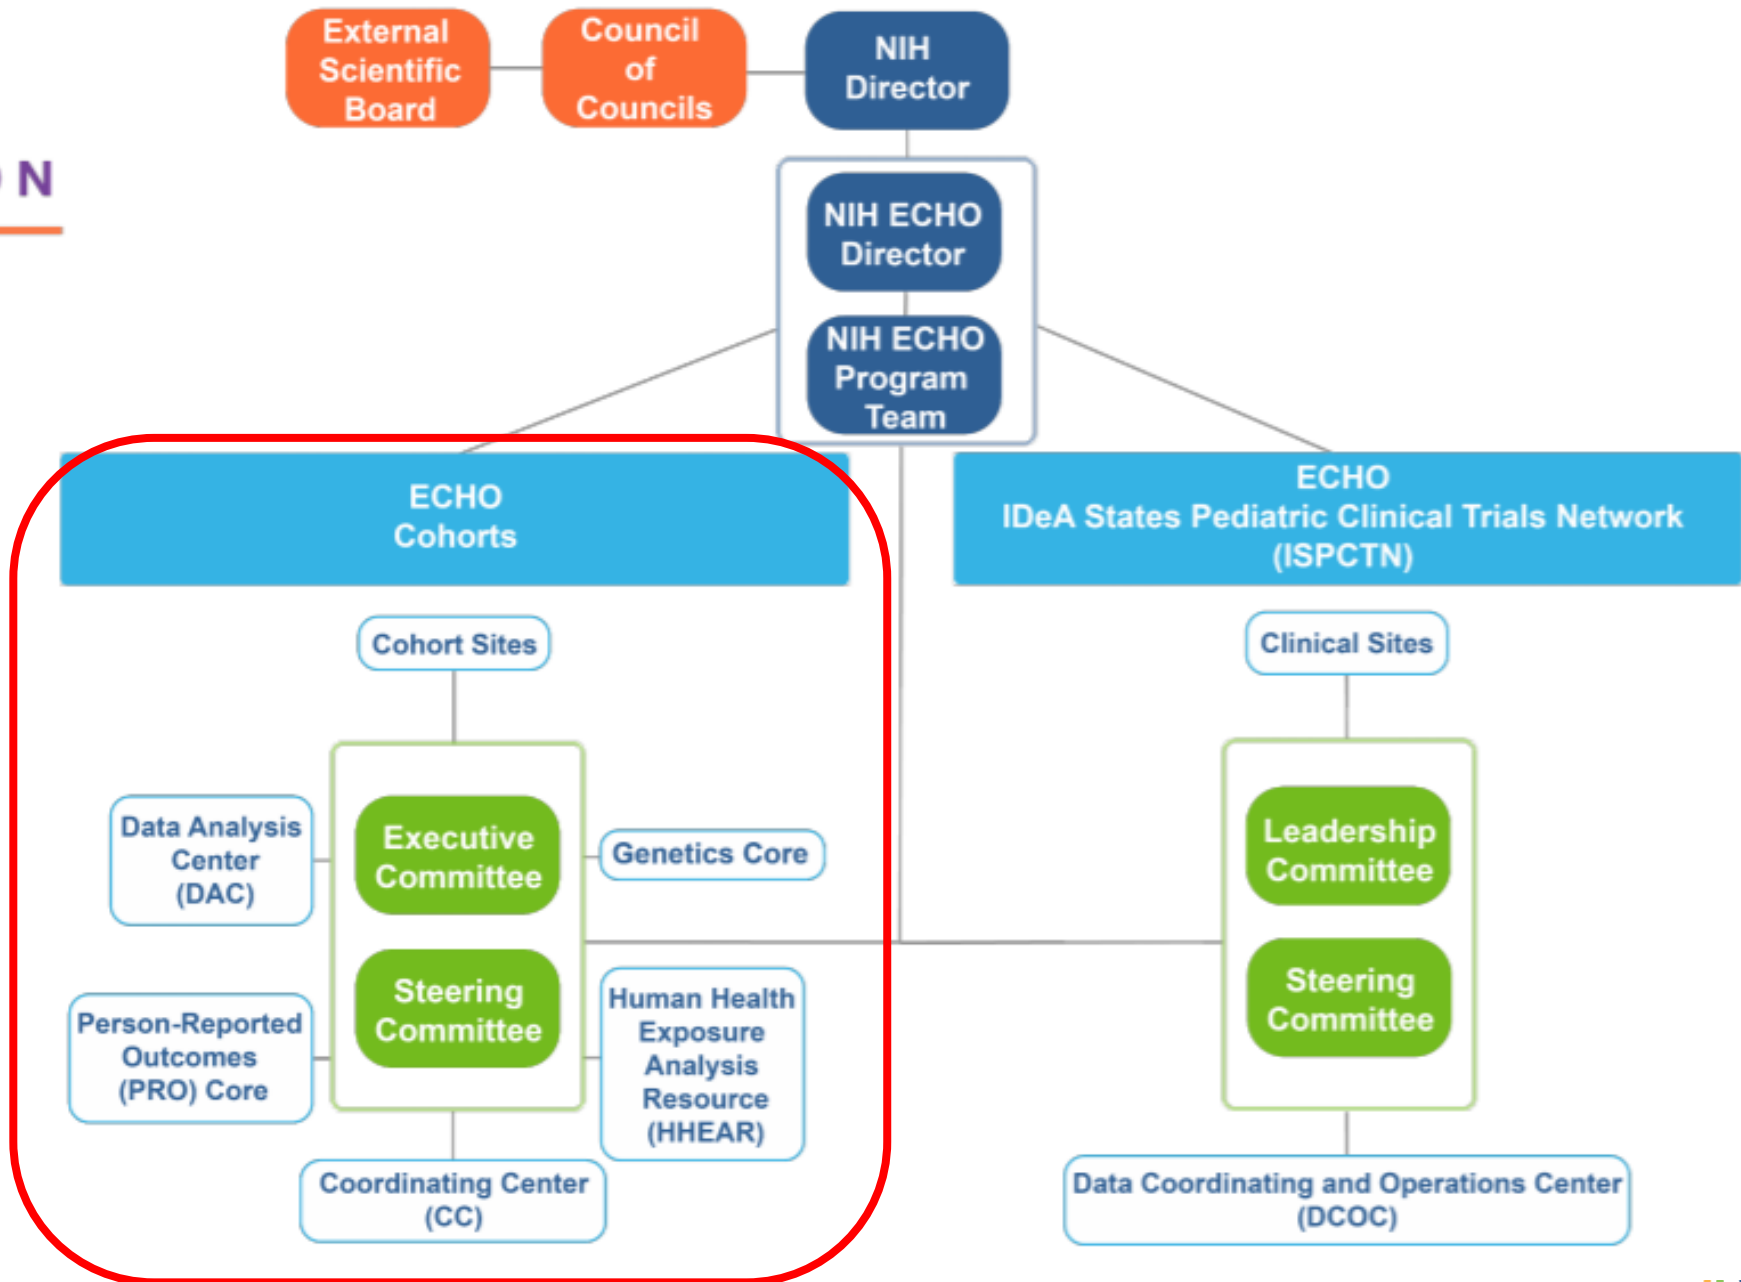 External
Scientific
Board
Council
of
Councils
NIH
Director
N
NIH ECHO
Director
NIH ECHO
Program
Team
ECHO
Cohorts
ECHO
IDeA States Pediatric Clinical Trials Network
(ISPCTN)
Cohort Sites
Clinical Sites
Data Analysis
Center
(DAC)
Executive
Committee
Genetics Core
Leadership
Committee
Person-Reported
Outcomes
(PRO) Core
Steering
Committee
Human Health
Exposure
Analysis
Resource
(HHEAR)
Steering
Committee
Coordinating Center
(CC)
Data Coordinating and Operations Center
(DCOC)